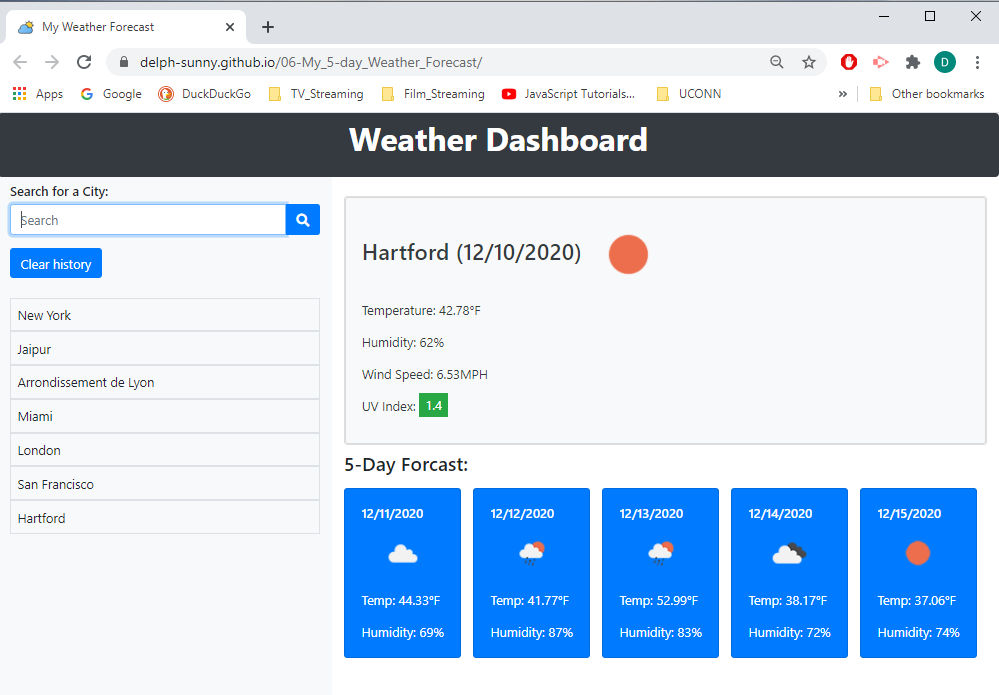 My Weather Forecast
delph-sunny.github.io/06-My_5-day_Weather_Forecast/
D
Apps Google DuckDuckGo TV_Streaming Film_Streaming JavaScript Tutorials... UCONN » Other bookmarks
Weather Dashboard
Search for a City:
Search
Clear history
New York
Jaipur
Arrondissement de Lyon
Miami
London
San Francisco
Hartford
Hartford (12/10/2020)
Temperature: 42.78°F
Humidity: 62%
Wind Speed: 6.53MPH
UV Index: 1.4
5-Day Forcast:
12/11/2020
Temp: 44.33°F
Humidity: 69%
12/12/2020
Temp: 41.77°F
Humidity: 87%
12/13/2020
Temp: 52.99°F
Humidity: 83%
12/14/2020
Temp: 38.17°F
Humidity: 72%
12/15/2020
Temp: 37.06°F
Humidity: 74%